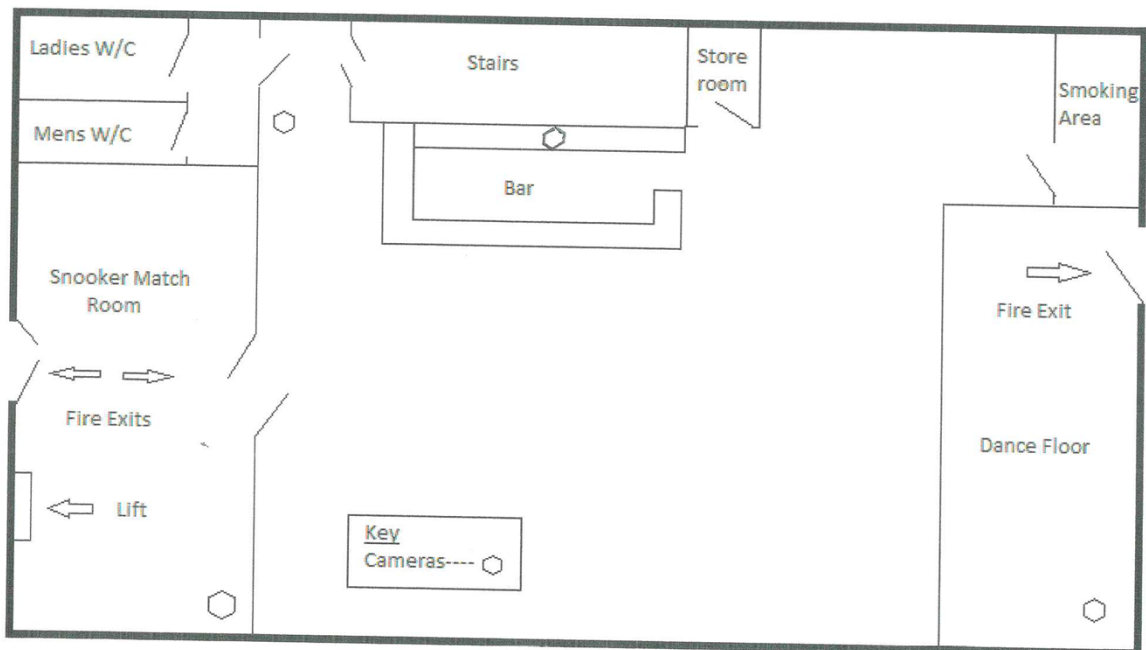 Ladies W/C
Stairs
Store
room
Smoking
Area
Mens W/C
Bar
Snooker Match
Room
Fire Exit
Fire Exits
Dance Floor
Lift
Key
Cameras----